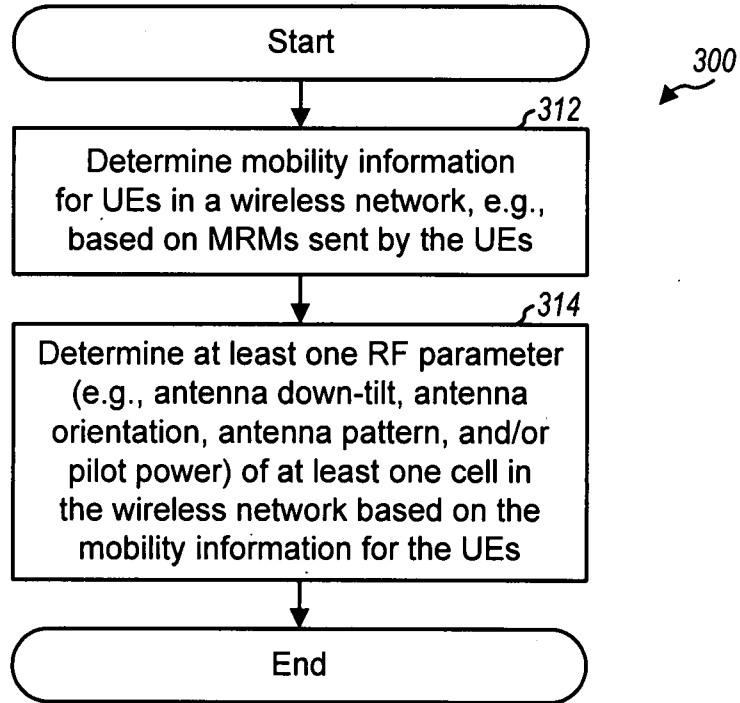 Start
300
312
Determine mobility information
for UEs in a wireless network, e.g.,
based on MRMs sent by the UEs
314
Determine at least one RF parameter
(e.g., antenna down-tilt, antenna
orientation, antenna pattern, and/or
pilot power) of at least one cell in
the wireless network based on the
mobility information for the UEs
End